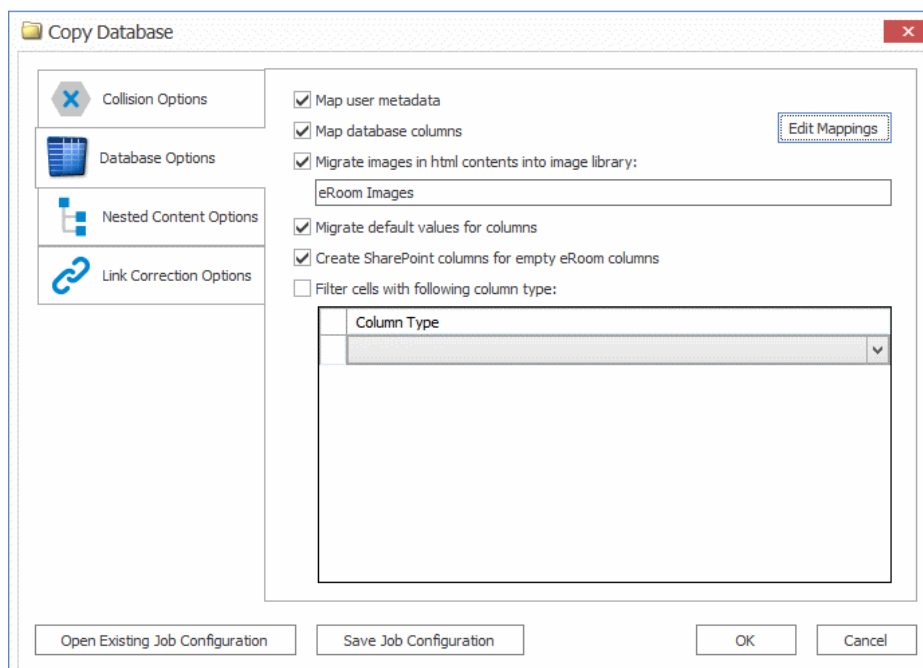 Copy Database
Collision Options
Database Options
Nested Content Options
Link Correction Options
Map user metadata
Map database columns
Edit Mappings
Migrate images in html contents into image library:
eRoom Images
Migrate default values for columns
Create SharePoint columns for empty eRoom columns
Filter cells with following column type:
Column Type
Open Existing Job Configuration
Save Job Configuration
OK
Cancel